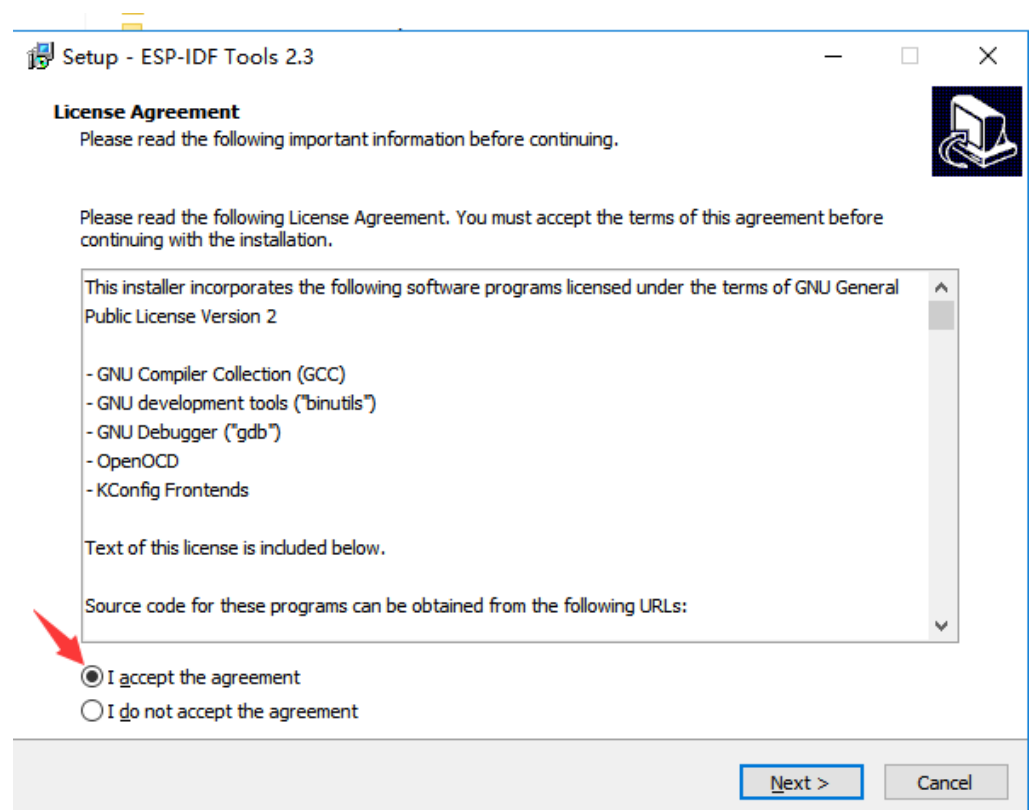 Setup - ESP-IDF Tools 2.3
License Agreement
Please read the following important information before continuing.
Please read the following License Agreement. You must accept the terms of this agreement before
continuing with the installation.
This installer incorporates the following software programs licensed under the terms of GNU General
Public License Version 2
- GNU Compiler Collection (GCC)
- GNU development tools ("binutils")
- GNU Debugger ("gdb")
- OpenOCD
- KConfig Frontends
Text of this license is included below.
Source code for these programs can be obtained from the following URLs:
I accept the agreement
I do not accept the agreement
Next >
Cancel